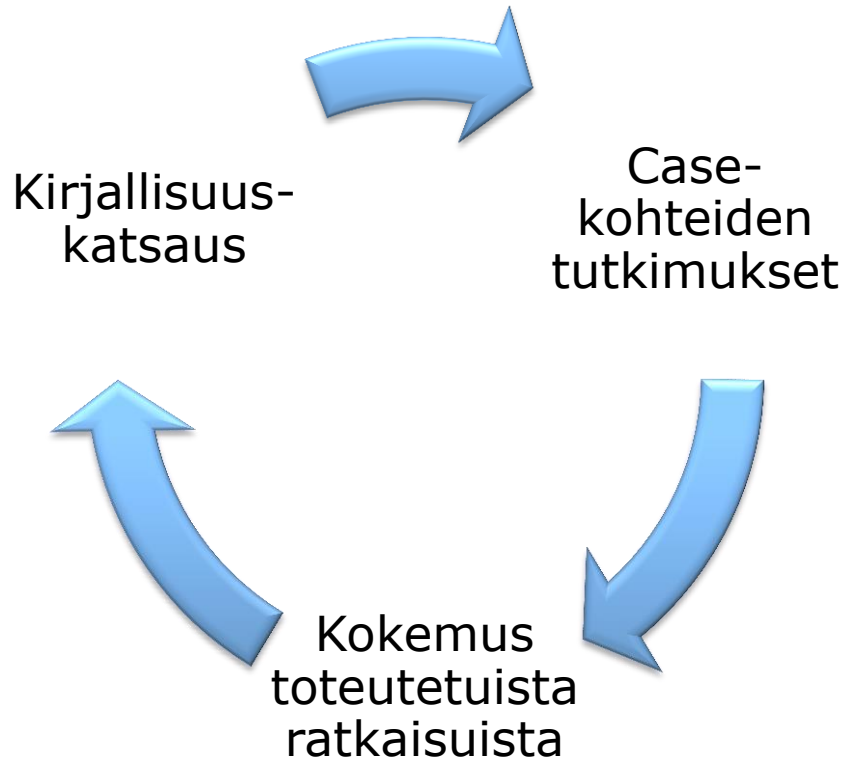 Kirjallisuus-
katsaus
Case-
kohteiden
tutkimukset
Kokemus
toteutetuista
ratkaisuista